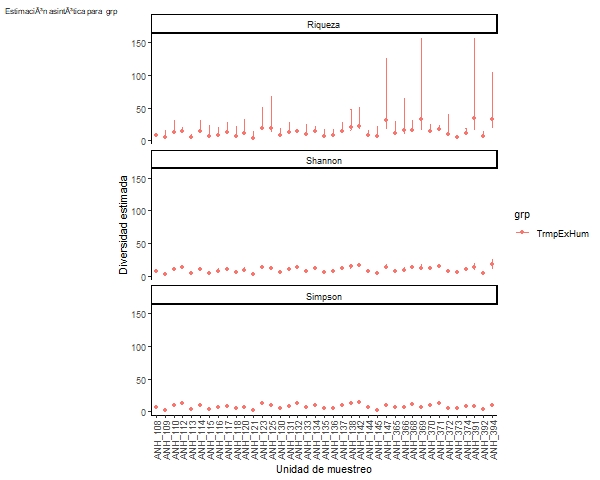 EstimaciÃ³n asintÃ³tica para grp
Riqueza
150
100
50
0
Shannon
150
100
50
0
Simpson
150
100
50
0
Diversidad estimada
ANH_108
ANH_109
ANH_110
ANH_112
ANH_113
ANH_114
ANH_115
ANH_116
ANH_117
ANH_118
ANH_120
ANH_121
ANH_123
ANH_125
ANH_130
ANH_131
ANH_132
ANH_133
ANH_134
ANH_135
ANH_136
ANH_137
ANH_138
ANH_142
ANH_144
ANH_145
ANH_147
ANH_365
ANH_366
ANH_368
ANH_369
ANH_370
ANH_371
ANH_372
ANH_373
ANH_374
ANH_391
ANH_392
ANH_394
Unidad de muestreo
grp
TrmpExHum